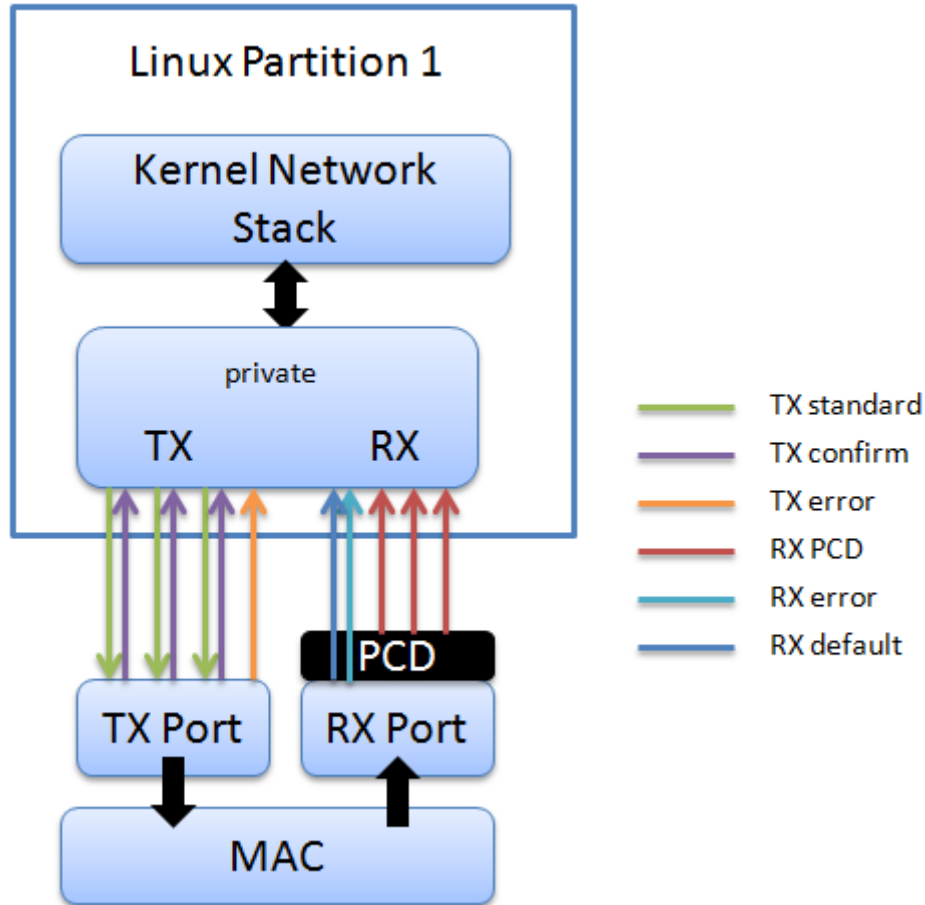 Linux Partition 1
Kernel Network
Stack
private
TX
RX
PCD
TX Port
RX Port
MAC
TX standard
TX confirm
TX error
RX PCD
RX error
RX default